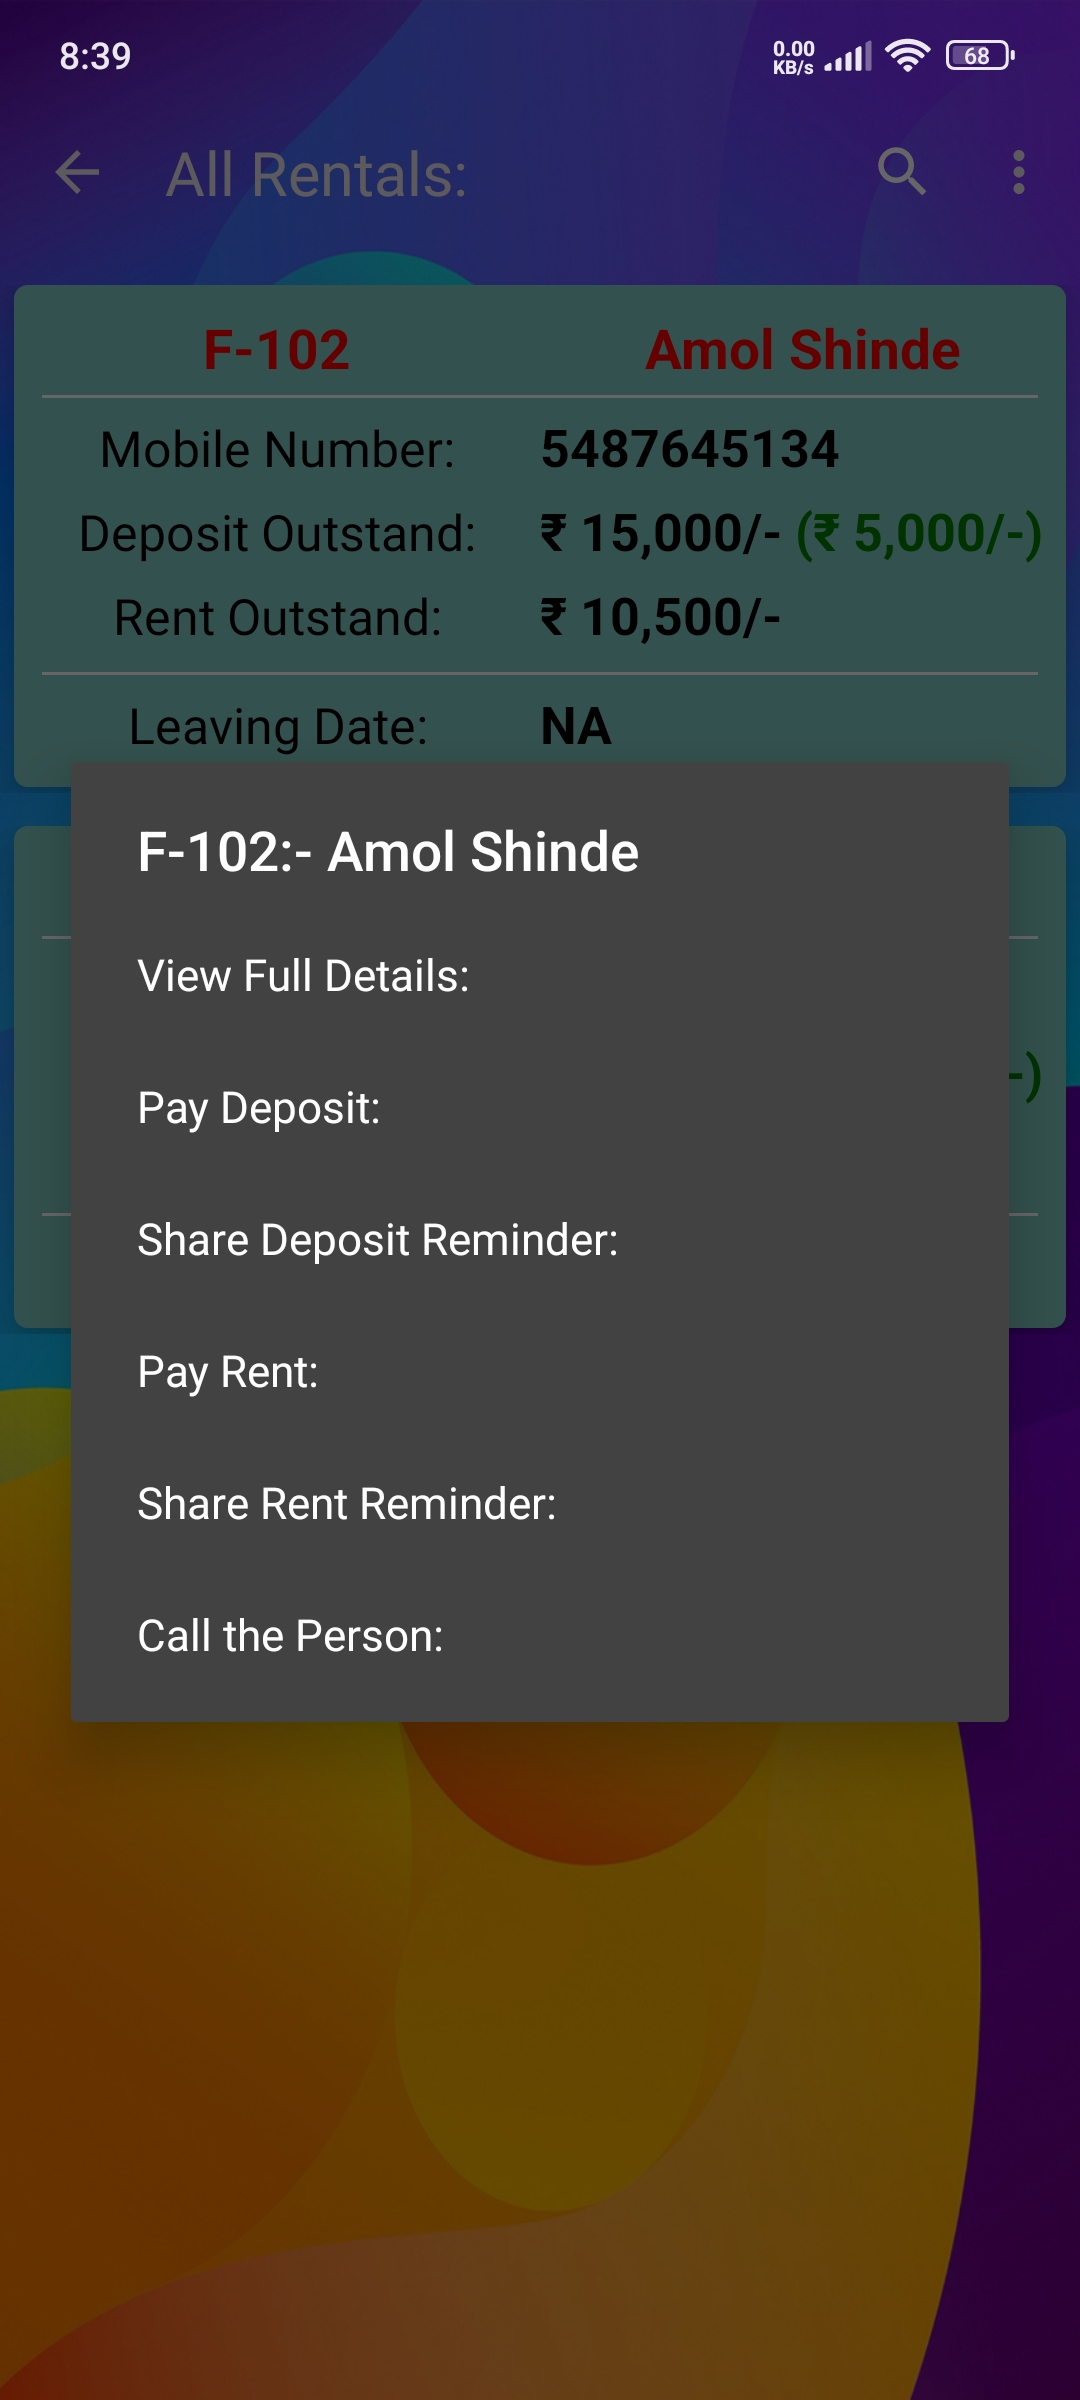 8:39
0.00
KB/s
68
All Rentals:
F-102 Amol Shinde
Mobile Number: 5487645134
Deposit Outstand: ₹ 15,000/- (₹ 5,000/-)
Rent Outstand: ₹ 10,500/-
Leaving Date: NA
F-102:- Amol Shinde
View Full Details:
-)
Pay Deposit:
Share Deposit Reminder:
Pay Rent:
Share Rent Reminder:
Call the Person: